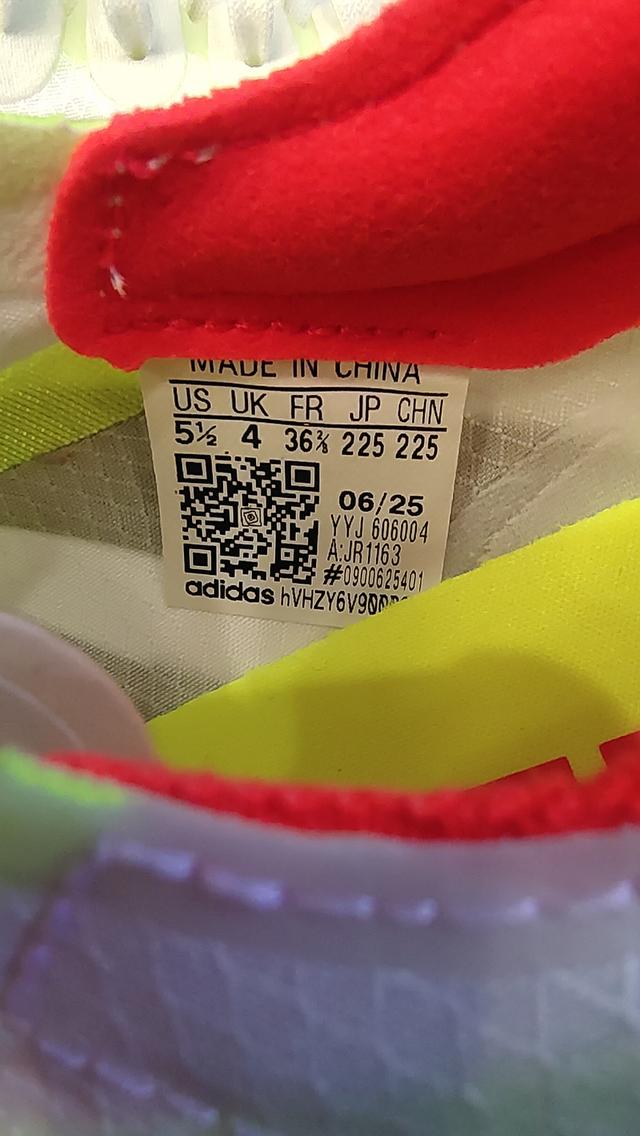 MADE IN CHINA
US UK FR JP CHN
5½ 4 36⅔ 225 225
06/25
YYJ 606004
A:JR1163
#0900625401
adidas